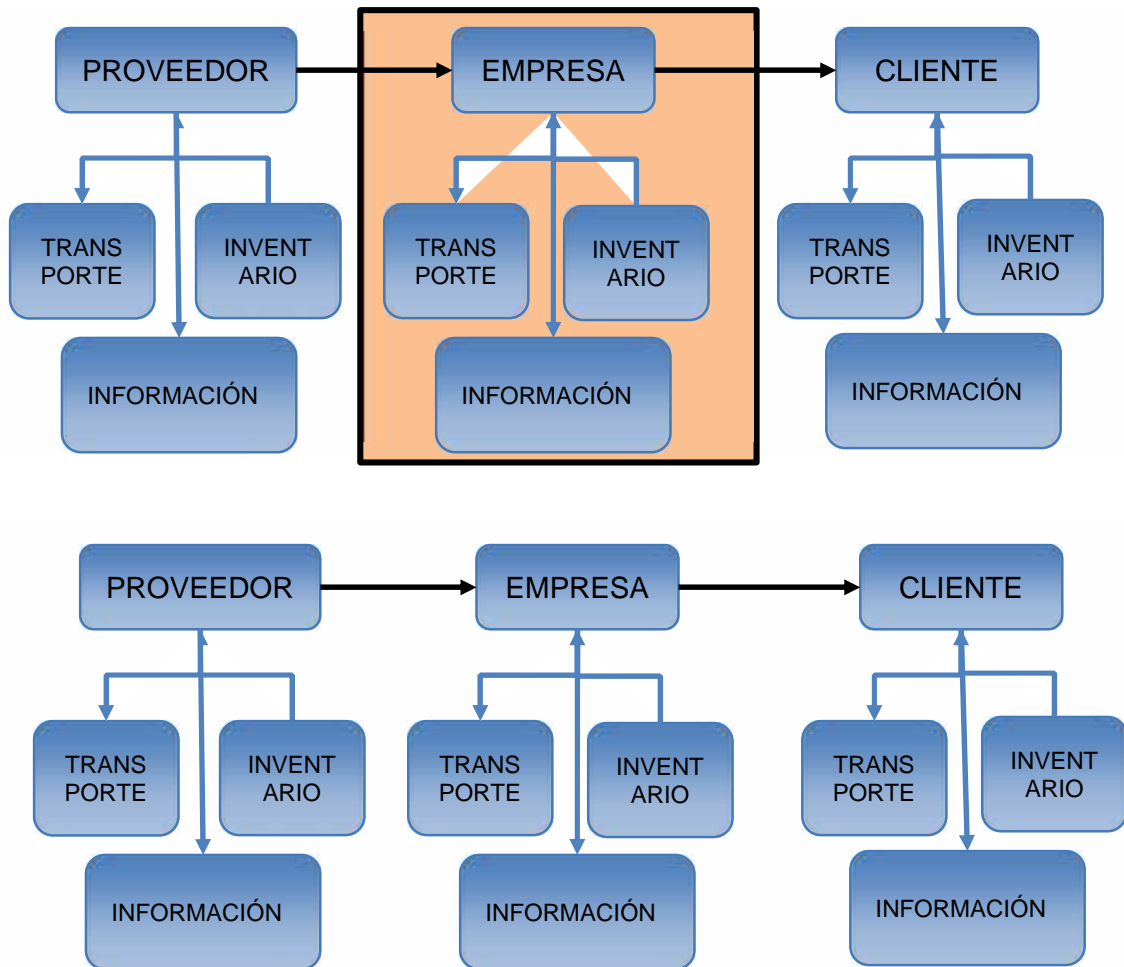 PROVEEDOR
EMPRESA
CLIENTE
TRANS
PORTE
INVENT
ARIO
TRANS
PORTE
INVENT
ARIO
TRANS
PORTE
INVENT
ARIO
INFORMACIÓN
INFORMACIÓN
INFORMACIÓN
PROVEEDOR
EMPRESA
CLIENTE
TRANS
PORTE
INVENT
ARIO
TRANS
PORTE
INVENT
ARIO
TRANS
PORTE
INVENT
ARIO
INFORMACIÓN
INFORMACIÓN
INFORMACIÓN